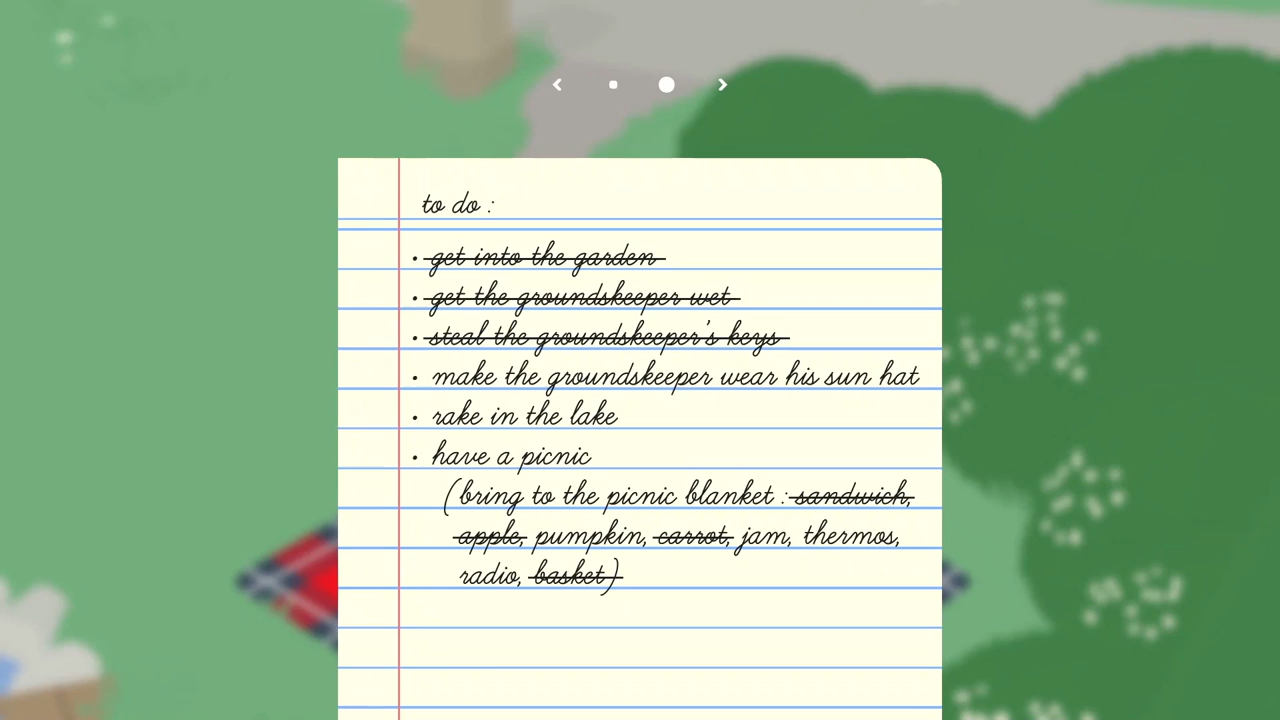 to do :
• get into the garden
• get the groundskeeper wet
• steal the groundskeeper's keys
• make the groundskeeper wear his sun hat
• rake in the lake
• have a picnic
(bring to the picnic blanket : sandwich,
apple, pumpkin, carrot, jam, thermos,
radio, basket)